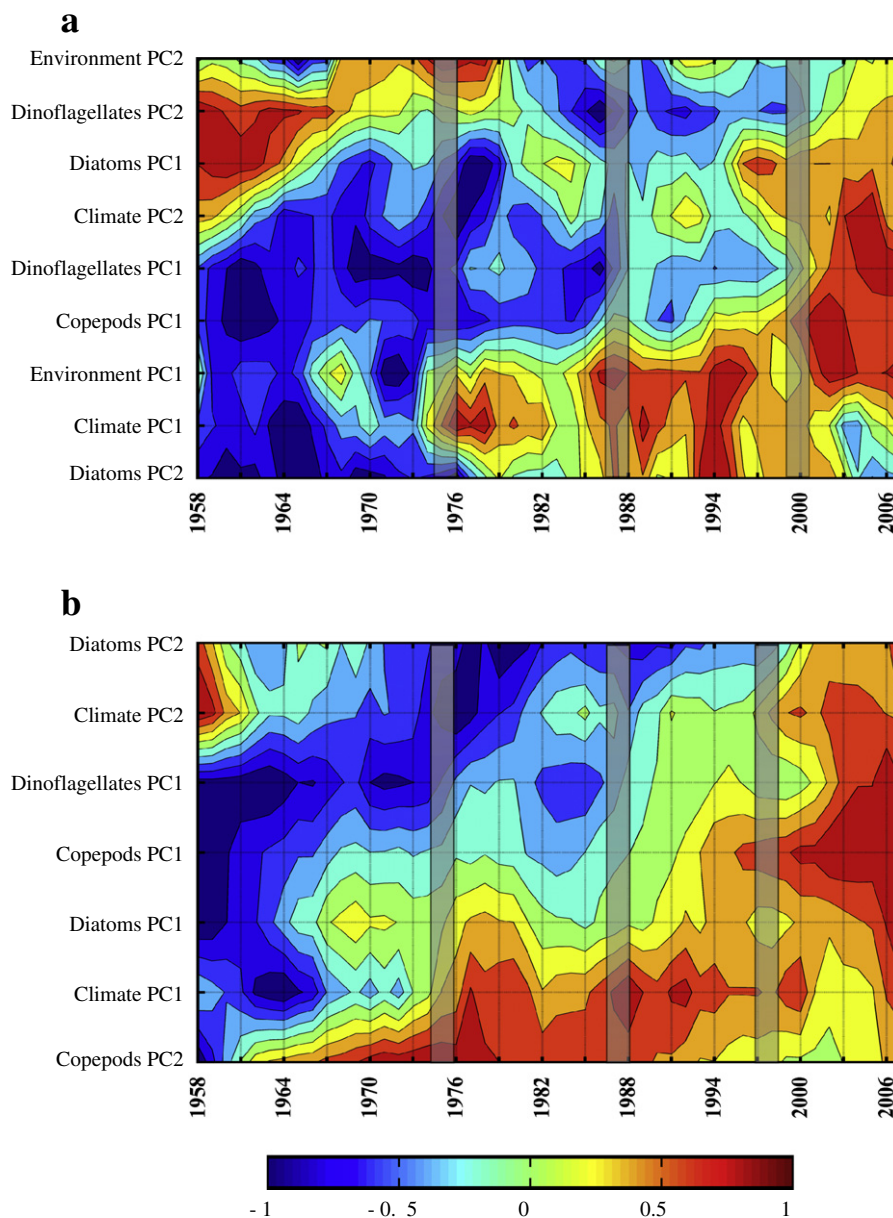 a
Environment PC2
Dinoflagellates PC2
Diatoms PC1
Climate PC2
Dinoflagellates PC1
Copepods PC1
Environment PC1
Climate PC1
Diatoms PC2
1958 1964 1970 1976 1982 1988 1994 2000 2006
b
Diatoms PC2
Climate PC2
Dinoflagellates PC1
Copepods PC1
Diatoms PC1
Climate PC1
Copepods PC2
1958 1964 1970 1976 1982 1988 1994 2000 2006
- 1 - 0. 5 0 0.5 1